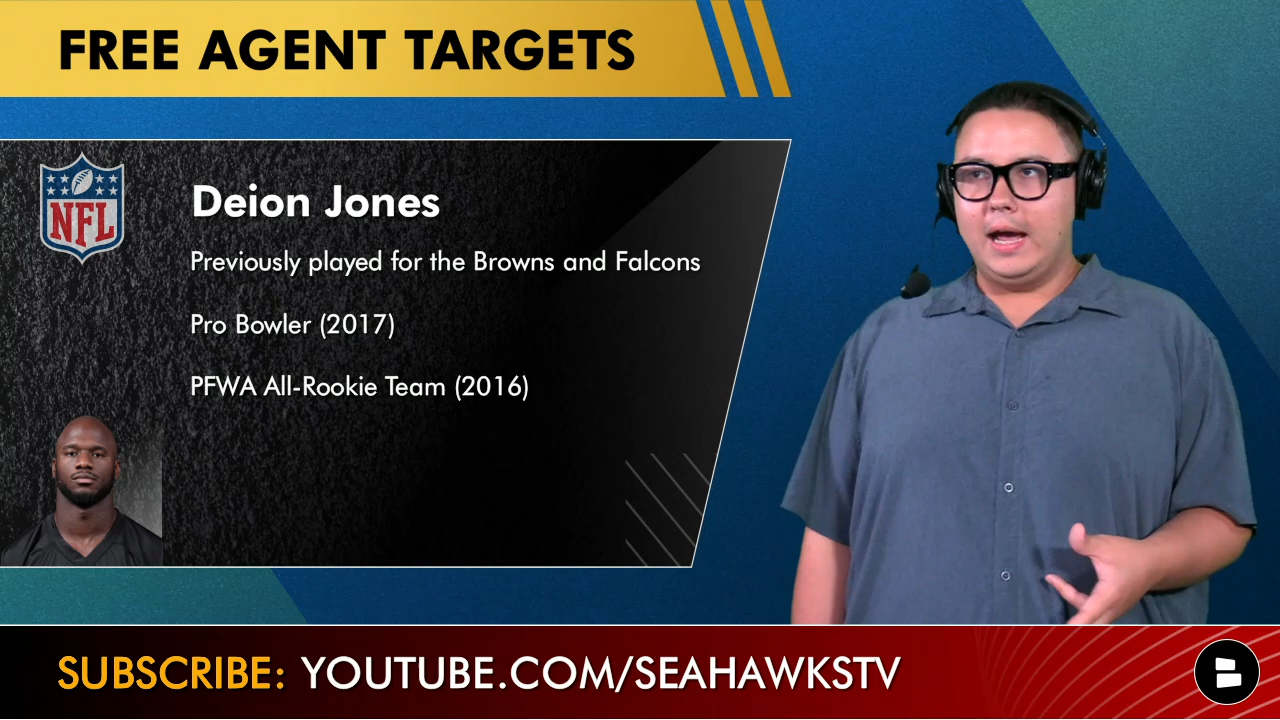 FREE AGENT TARGETS
NFL
Deion Jones
Previously played for the Browns and Falcons
Pro Bowler (2017)
PFWA All-Rookie Team (2016)
SUBSCRIBE: YOUTUBE.COM/SEAHAWKSTV